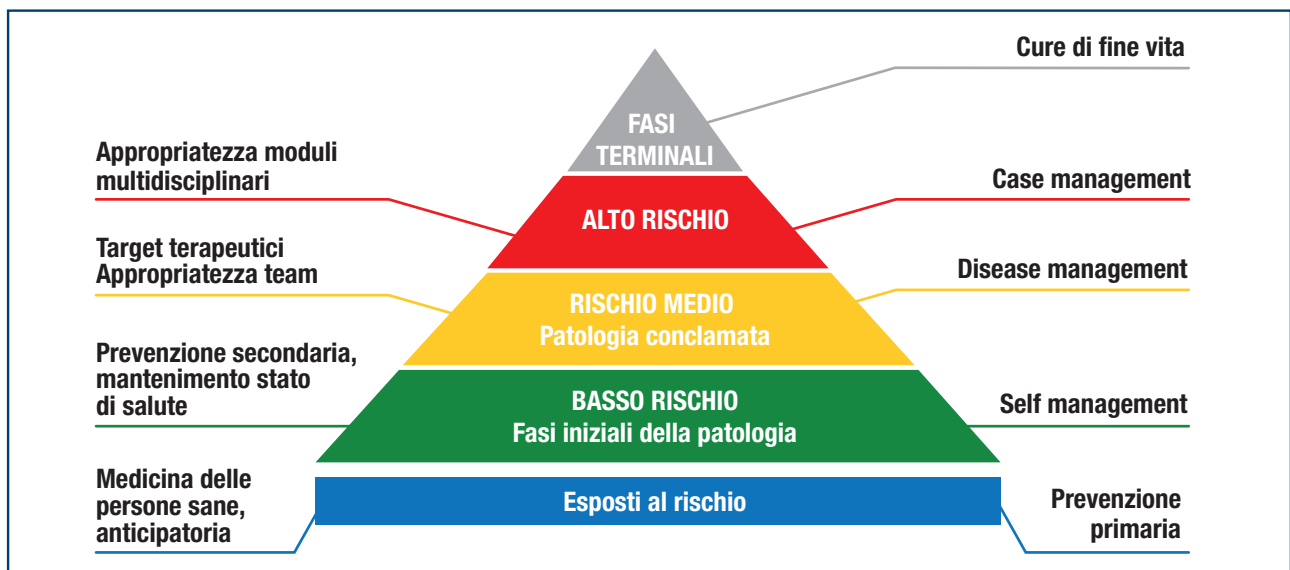 Cure di fine vita
FASI
TERMINALI
Appropriatezza moduli
multidisciplinari
ALTO RISCHIO
Case management
Target terapeutici
Appropriatezza team
RISCHIO MEDIO
Patologia conclamata
Disease management
Prevenzione secondaria,
mantenimento stato
di salute
BASSO RISCHIO
Fasi iniziali della patologia
Self management
Medicina delle
persone sane,
anticipatoria
Esposti al rischio
Prevenzione
primaria